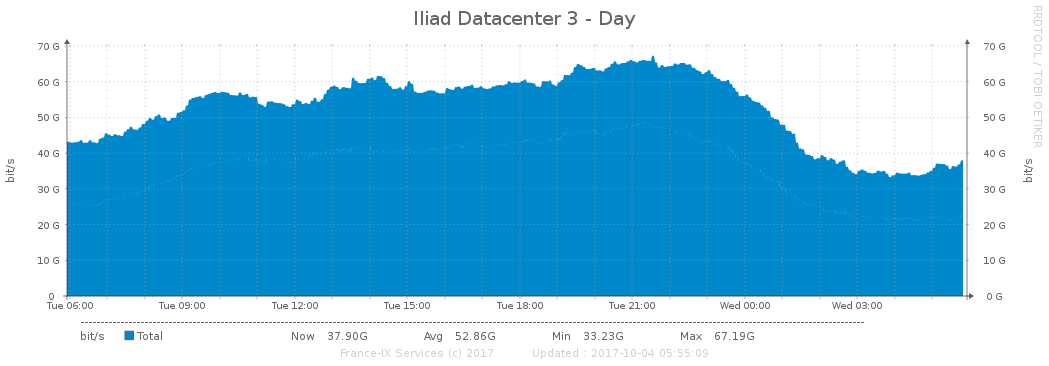 Iliad Datacenter 3 - Day
RRDTOOL / TOBI OETIKER
70 G 70 G
60 G 60 G
50 G 50 G
40 G 40 G
30 G 30 G
20 G 20 G
10 G 10 G
0 0 G
bit/s bit/s
Tue 06:00 Tue 09:00 Tue 12:00 Tue 15:00 Tue 18:00 Tue 21:00 Wed 00:00 Wed 03:00
bit/s Total Now 37.90G Avg 52.86G Min 33.23G Max 67.19G
France-IX Services (c) 2017 Updated : 2017-10-04 05:55:09